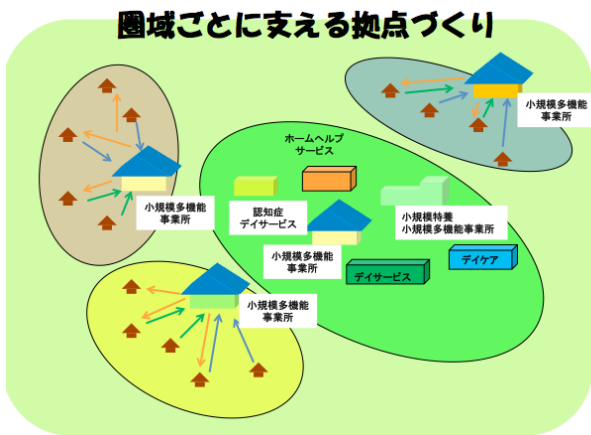 圏域ごとに支える拠点づくり
小規模多機能
事業所
ホームヘルプ
サービス
小規模多機能
事業所
認知症
デイサービス
小規模特養
小規模多機能事業所
小規模多機能
事業所
デイケア
デイサービス
小規模多機能
事業所